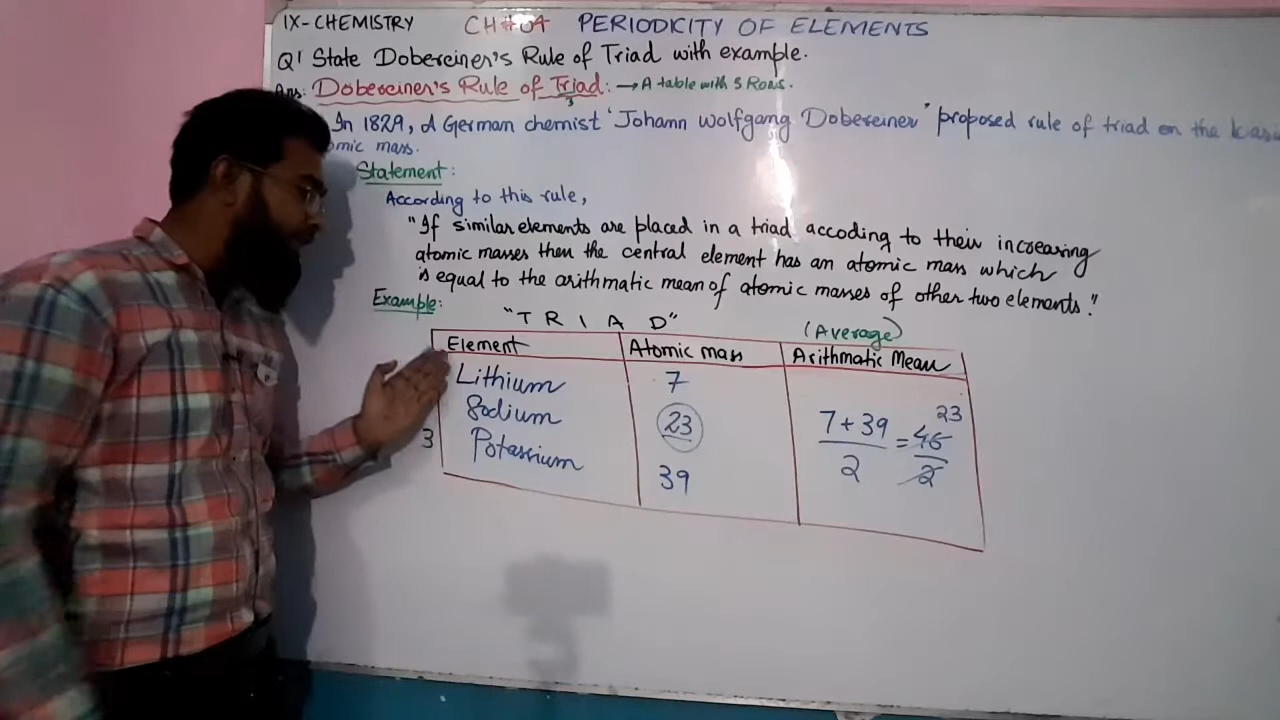 IX-CHEMISTRY CH#04 PERIODICITY OF ELEMENTS
Q1 State Dobereiner's Rule of Triad with example.
Ans: Dobereiner's Rule of Triad: → A table with 3 Rows.
3
In 1829, A German chemist 'Johann Wolfgang Dobereiner' proposed rule of triad on the
omic mass.
Statement:
According to this rule,
"If similar elements are placed in a triad accoding to their increasing
atomic masses then the central element has an atomic mass which
is equal to the arithmatic mean of atomic masses of other two elements."
Example:
"T R I A D" (Average)
Element Atomic mass Arithmatic Mean
Lithium 7
Sodium 23 7+39/2 = 46/2 23
3 Potassium 39